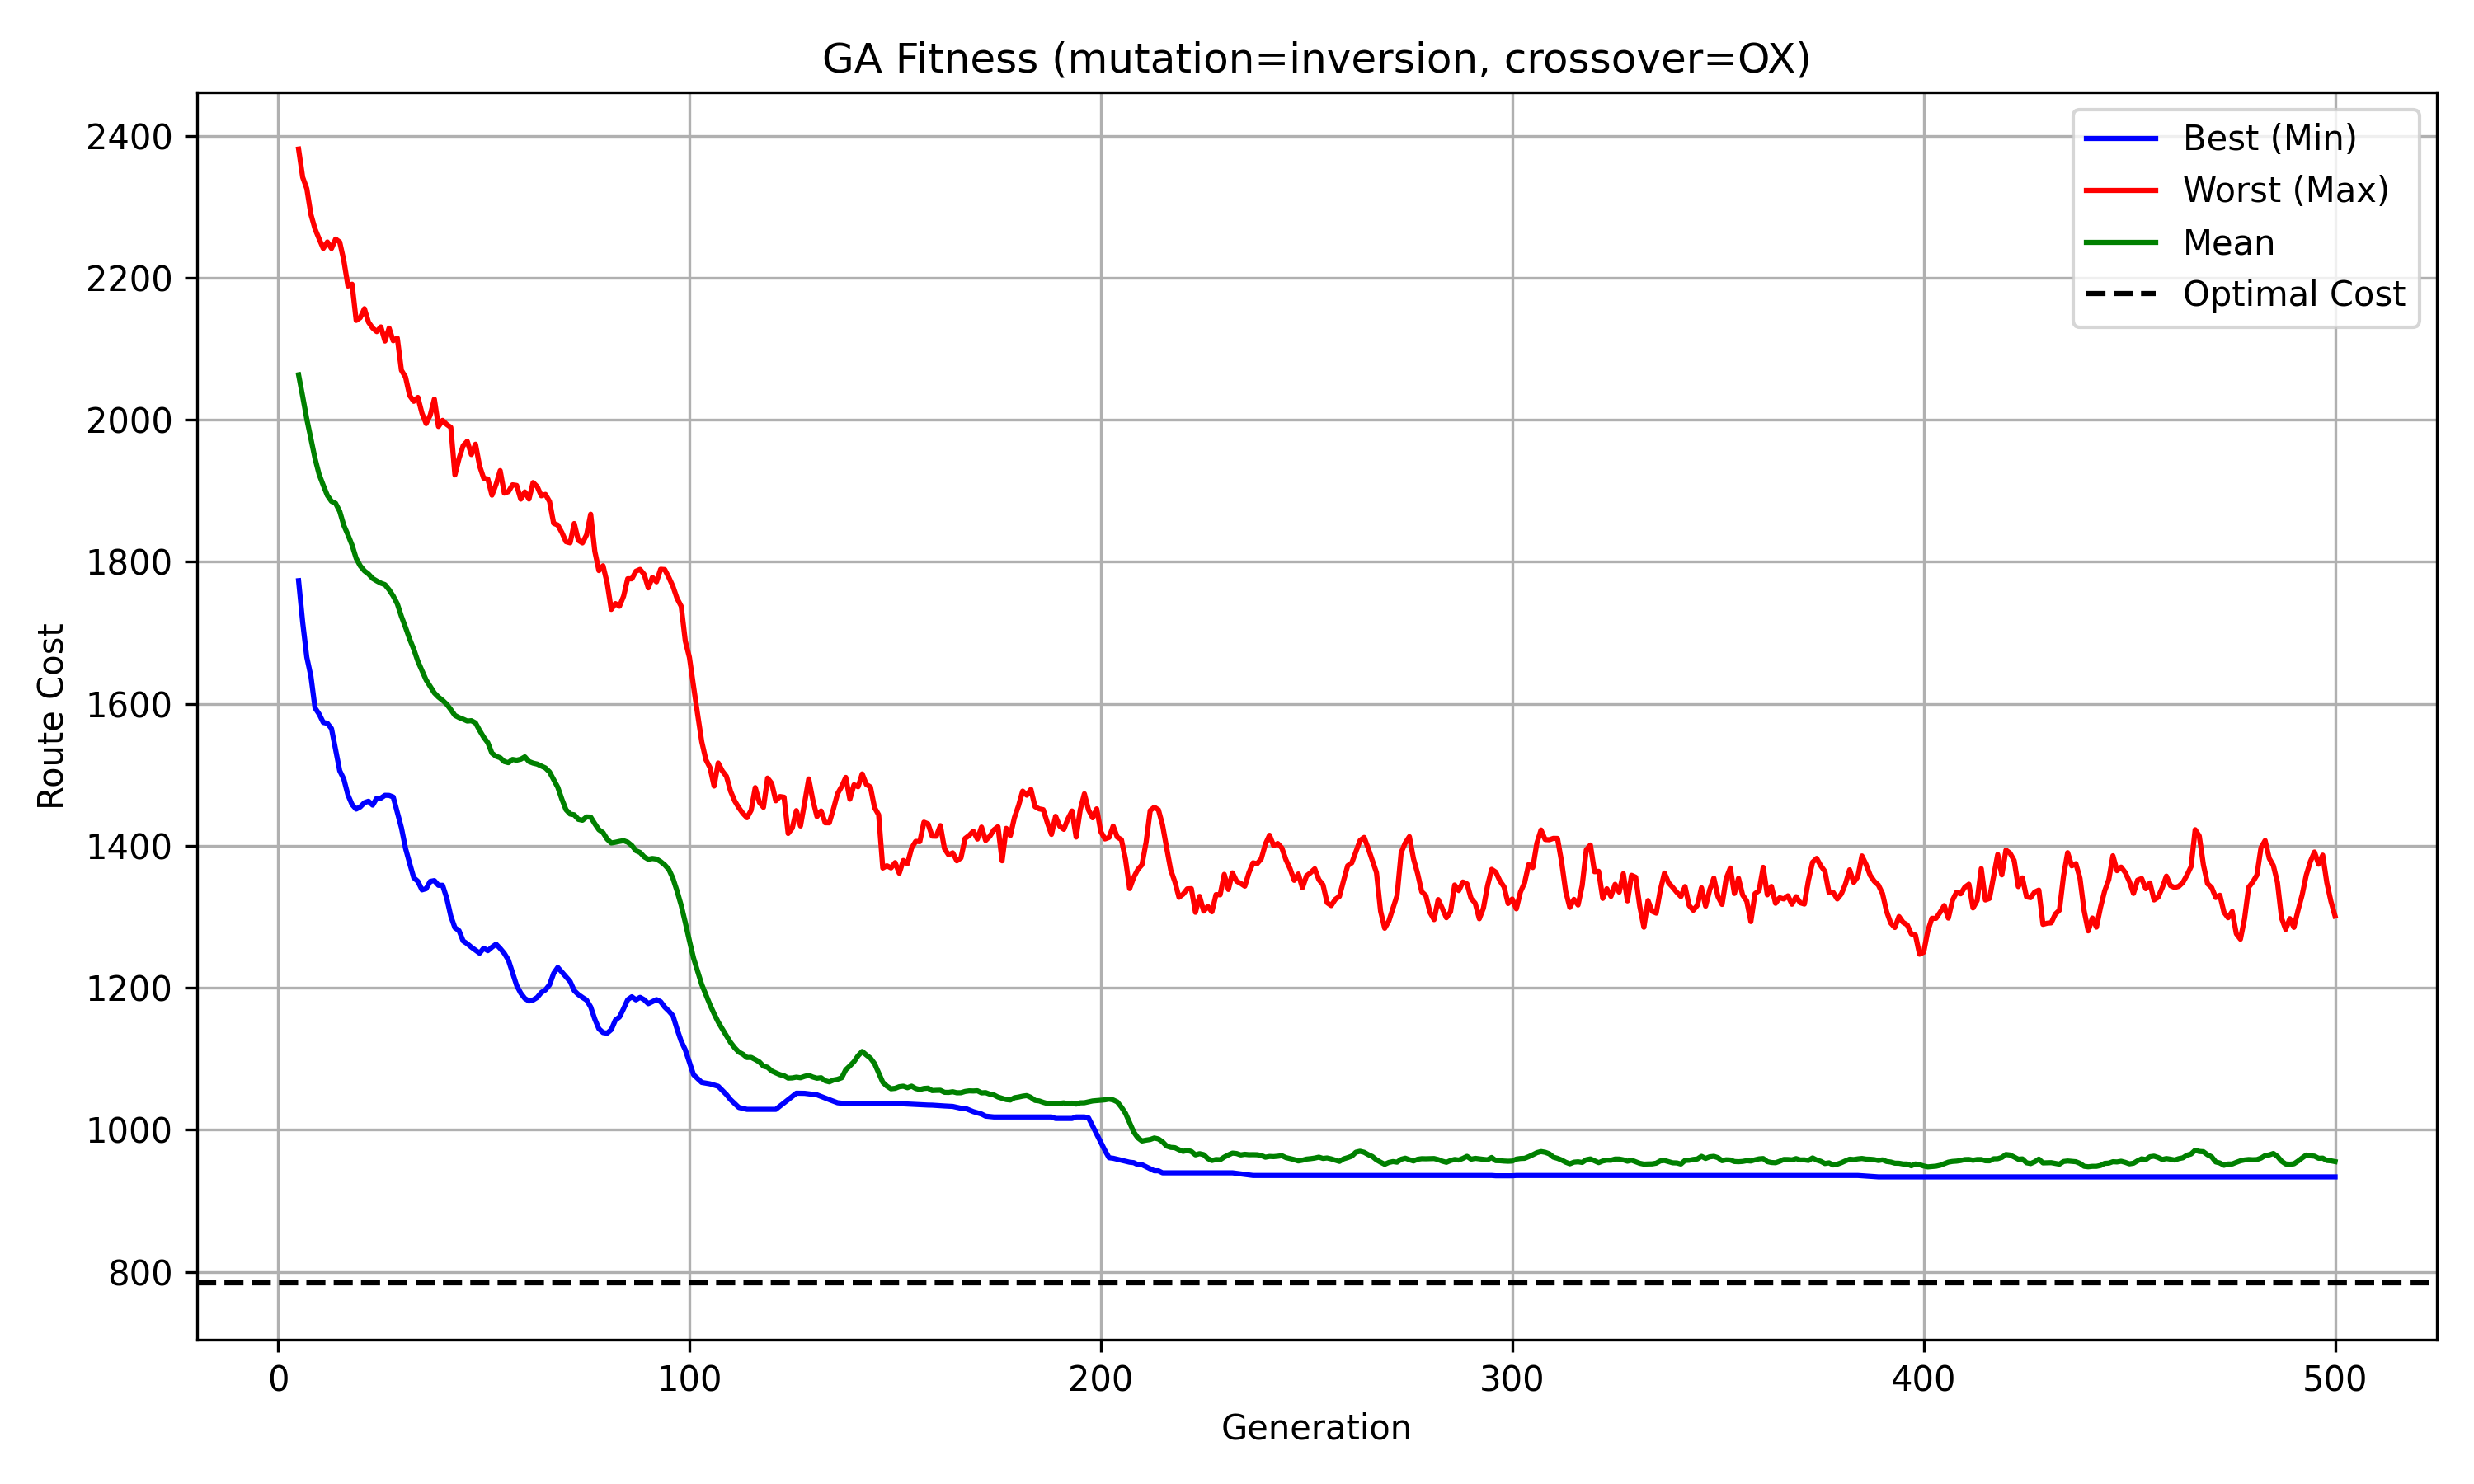 GA Fitness (mutation=inversion, crossover=OX)
Best (Min)
Worst (Max)
Mean
Optimal Cost
Route Cost
2400
2200
2000
1800
1600
1400
1200
1000
800
0 100 200 300 400 500
Generation